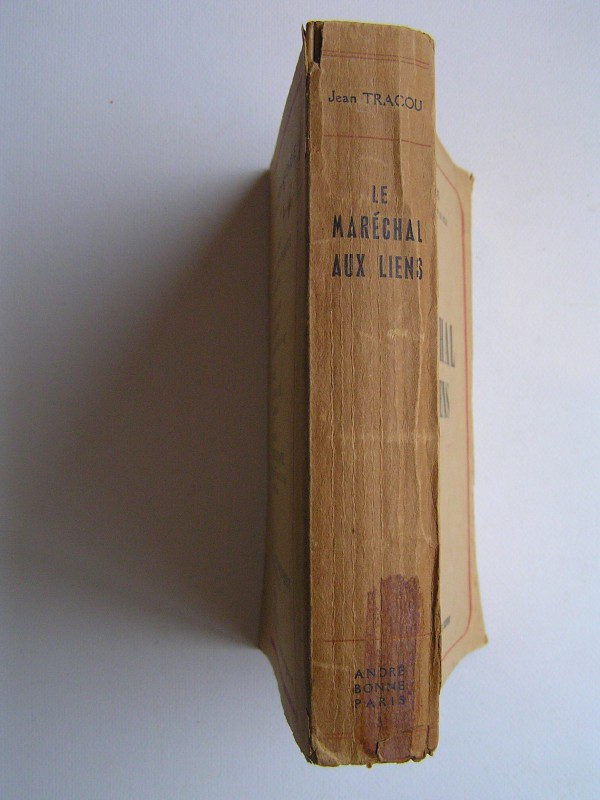 Jean TRACOU
LE
MARÉCHAL
AUX LIENS
ANDRÉ
BONNE
PARIS